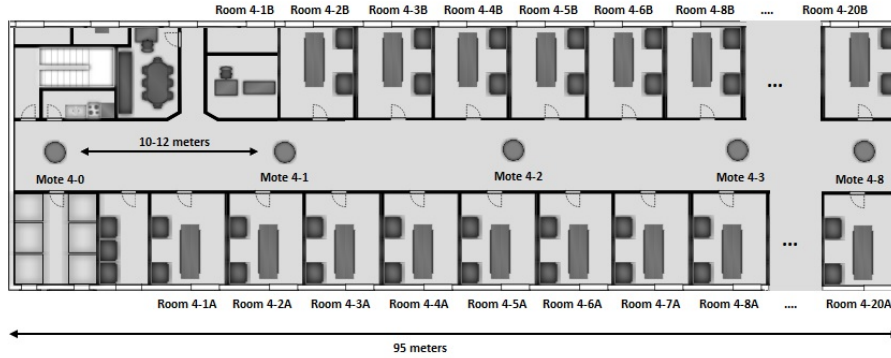 Room 4-1B Room 4-2B Room 4-3B Room 4-4B Room 4-5B Room 4-6B Room 4-8B .... Room 4-20B
...
10-12 meters
Mote 4-0 Mote 4-1 Mote 4-2 Mote 4-3 Mote 4-8
...
Room 4-1A Room 4-2A Room 4-3A Room 4-4A Room 4-5A Room 4-6A Room 4-7A Room 4-8A .... Room 4-20A
95 meters